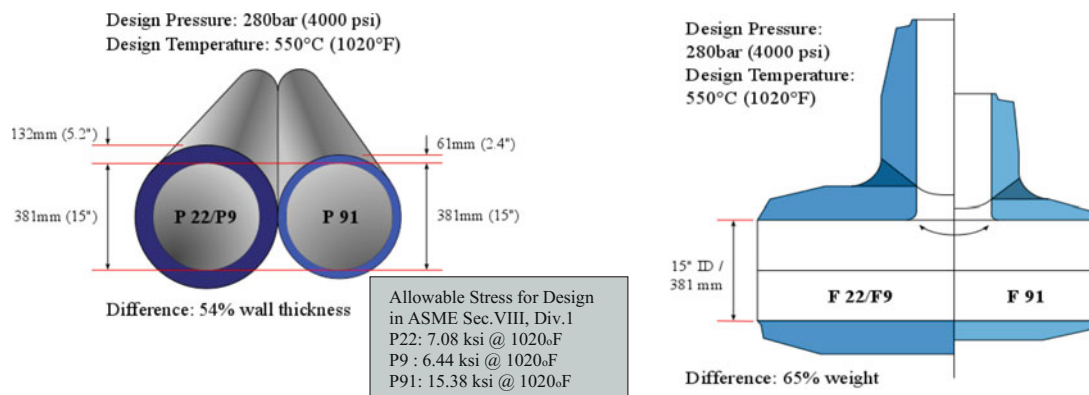 Design Pressure: 280bar (4000 psi)
Design Temperature: 550°C (1020°F)
132mm (5.2")
61mm (2.4")
381mm (15")
P 22/P9
P 91
381mm (15")
Difference: 54% wall thickness
Allowable Stress for Design
in ASME Sec.VIII, Div.1
P22: 7.08 ksi @ 1020₀F
P9 : 6.44 ksi @ 1020₀F
P91: 15.38 ksi @ 1020₀F
Design Pressure:
280bar (4000 psi)
Design Temperature:
550°C (1020°F)
15" ID /
381 mm
F 22/F9
F 91
Difference: 65% weight